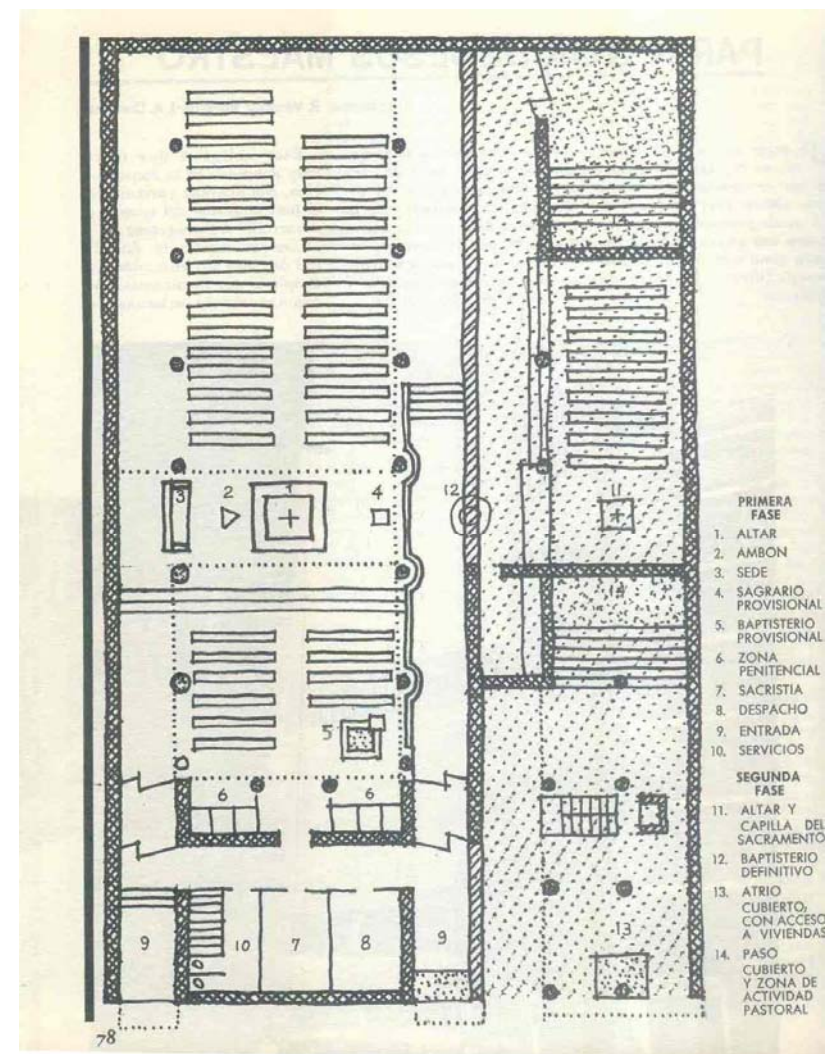 MAESTRO
14
3
2
1
4
12
11
14
5
6
6
9
10
7
8
9
13
PRIMERA
FASE
1. ALTAR
2. AMBON
3. SEDE
4. SAGRARIO
PROVISIONAL
5. BAPTISTERIO
PROVISIONAL
6 ZONA
PENITENCIAL
7. SACRISTIA
8. DESPACHO
9. ENTRADA
10. SERVICIOS
SEGUNDA
FASE
11. ALTAR Y
CAPILLA DEL
SACRAMENTO
12. BAPTISTERIO
DEFINITIVO
13. ATRIO
CUBIERTO,
CON ACCESO
A VIVIENDAS
14. PASO
CUBIERTO
Y ZONA DE
ACTIVIDAD
PASTORAL
78